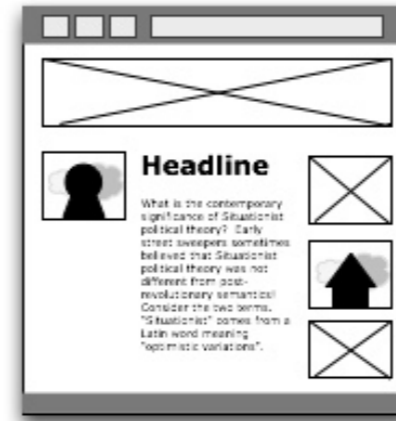 Headline
What is the contemporary
significance of Situationist
political theory? Early
street sweepers sometimes
believed that Situationist
political theory was not
different from post-
revolutionary semantics!
Consider the two terms.
"Situationist" comes from a
Latin word meaning
"optimistic variations".